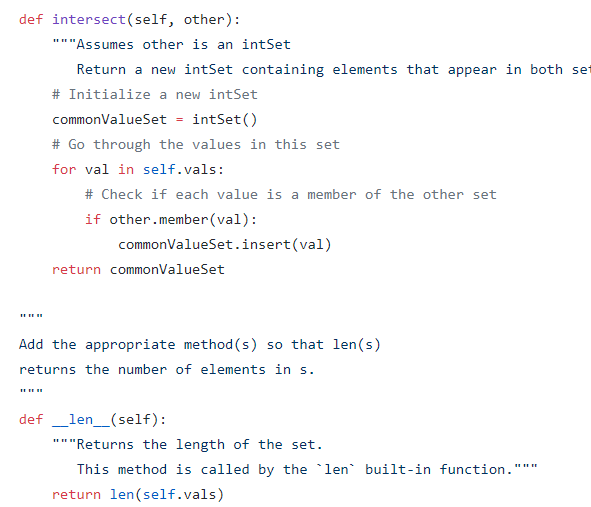 def intersect(self, other):
    """Assumes other is an intSet
       Return a new intSet containing elements that appear in both
    # Initialize a new intSet
    commonValueSet = intSet()
    # Go through the values in this set
    for val in self.vals:
        # Check if each value is a member of the other set
        if other.member(val):
            commonValueSet.insert(val)
    return commonValueSet

"""
Add the appropriate method(s) so that len(s)
returns the number of elements in s.
"""
def __len__(self):
    """Returns the length of the set.
       This method is called by the `len` built-in function."""
    return len(self.vals)